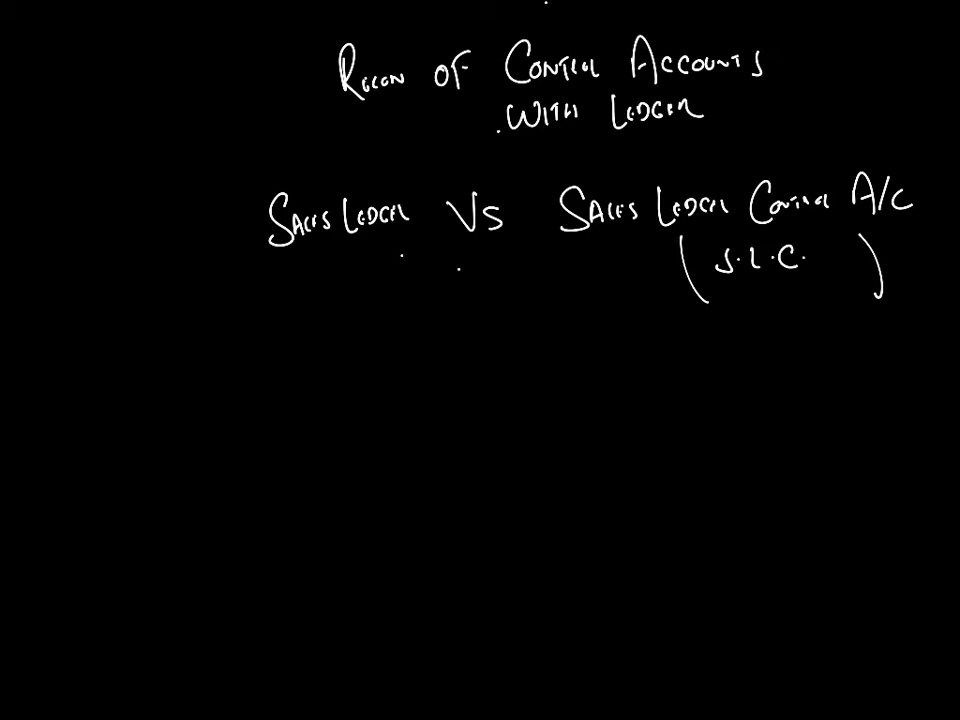 RECON OF CONTROL ACCOUNTS
WITH LEDGER
SALES LEDGER VS SALES LEDGER CONTROL A/C
(S.L.C.)